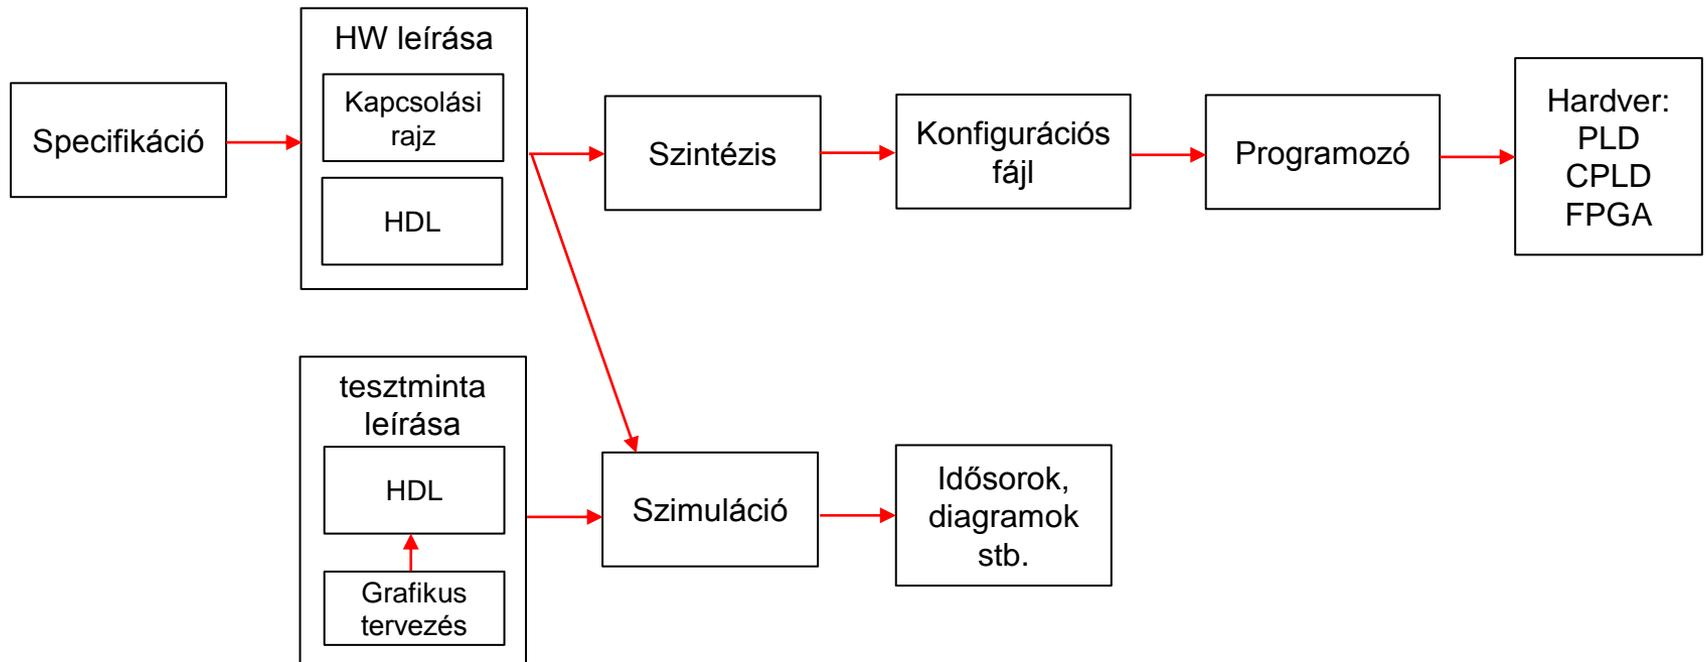 Specifikáció
HW leírása
Kapcsolási
rajz
HDL
Szintézis
Konfigurációs
fájl
Programozó
Hardver:
PLD
CPLD
FPGA
tesztminta
leírása
HDL
Grafikus
tervezés
Szimuláció
Idősorok,
diagramok
stb.